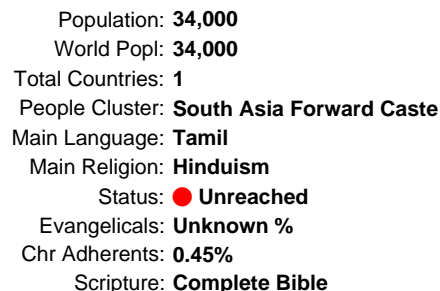 Population: 34,000
World Popl: 34,000
Total Countries: 1
People Cluster: South Asia Forward Caste
Main Language: Tamil
Main Religion: Hinduism
Status: Unreached
Evangelicals: Unknown %
Chr Adherents: 0.45%
Scripture: Complete Bible